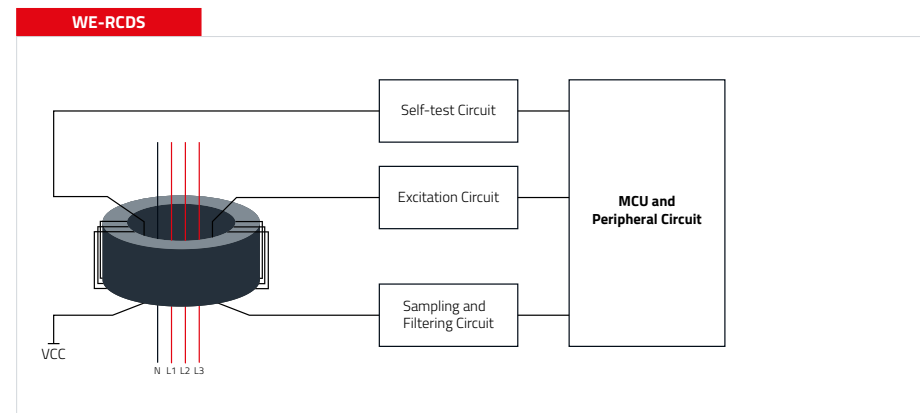 WE-RCDS
Self-test Circuit
Excitation Circuit
MCU and
Peripheral Circuit
Sampling and
Filtering Circuit
VCC
N L1 L2 L3